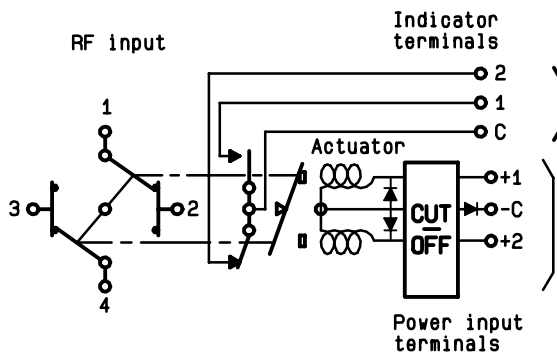 RF input
Indicator
terminals
2
1
C
1
3
2
4
Actuator
CUT
OFF
+1
-C
+2
Power input
terminals